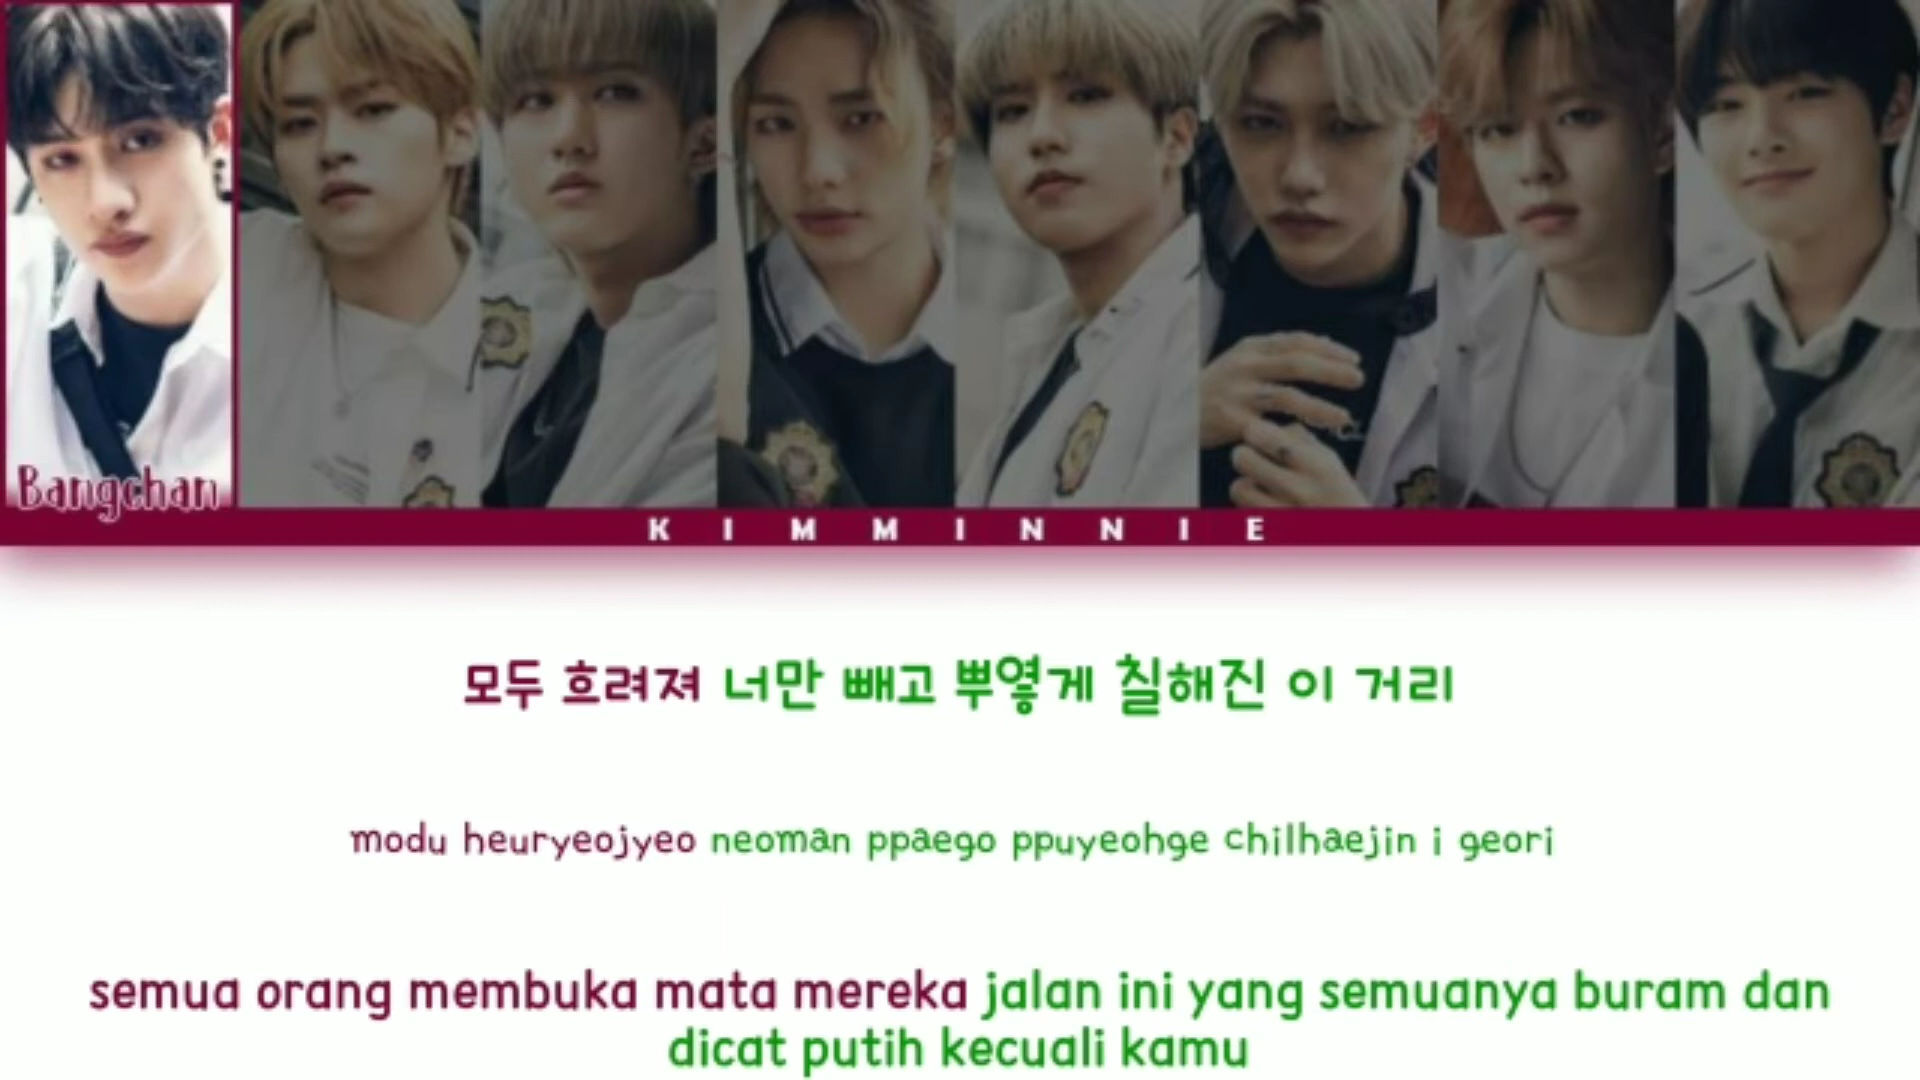 Bangchan
KIMMINNIE
모두 흐려져 너만 빼고 뿌옇게 칠해진 이 거리
modu heuryeojyeo neoman ppaego ppuyeohge chilhaejin i geori
semua orang membuka mata mereka jalan ini yang semuanya buram dan
dicat putih kecuali kamu